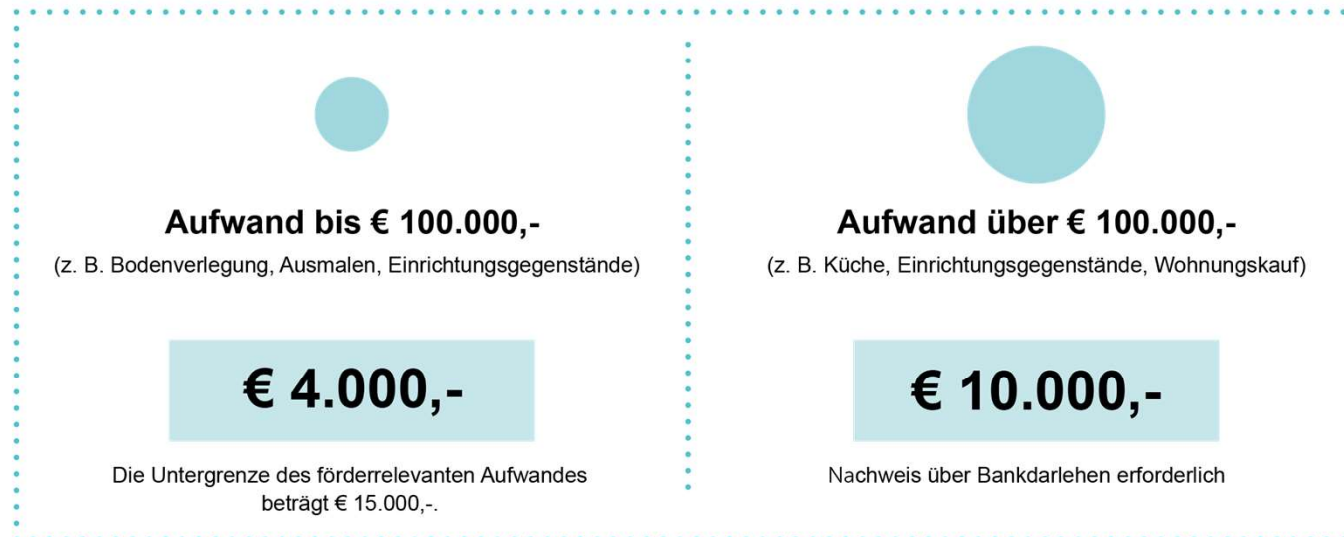 Aufwand bis € 100.000,-
(z. B. Bodenverlegung, Ausmalen, Einrichtungsgegenstände)
€ 4.000,-
Die Untergrenze des förderrelevanten Aufwandes
beträgt € 15.000,-.
Aufwand über € 100.000,-
(z. B. Küche, Einrichtungsgegenstände, Wohnungskauf)
€ 10.000,-
Nachweis über Bankdarlehen erforderlich